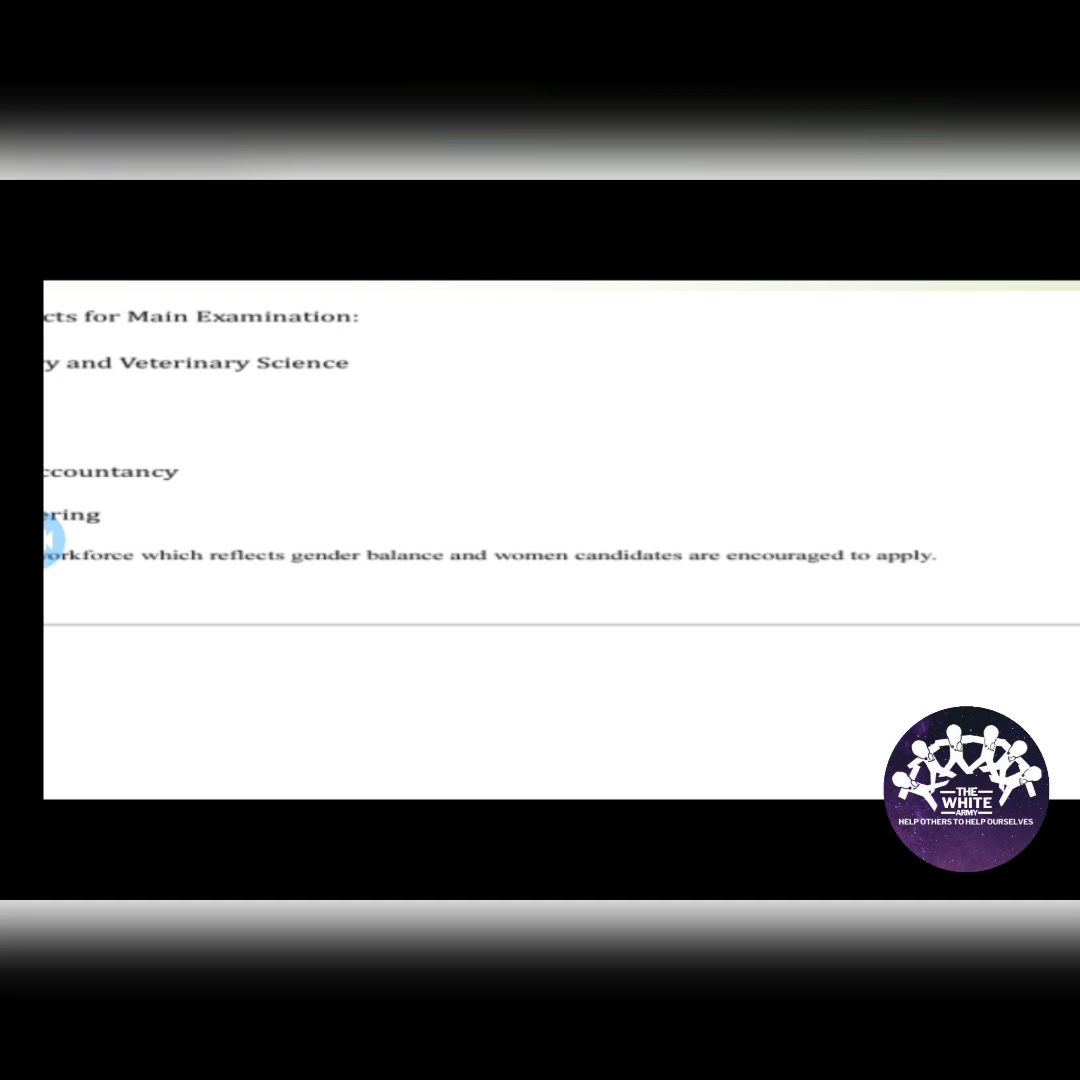 cts for Main Examination:
y and Veterinary Science
ccountancy
ering
orkforce which reflects gender balance and women candidates are encouraged to apply.
THE
WHITE
ARMY
HELP OTHERS TO HELP OURSELVES